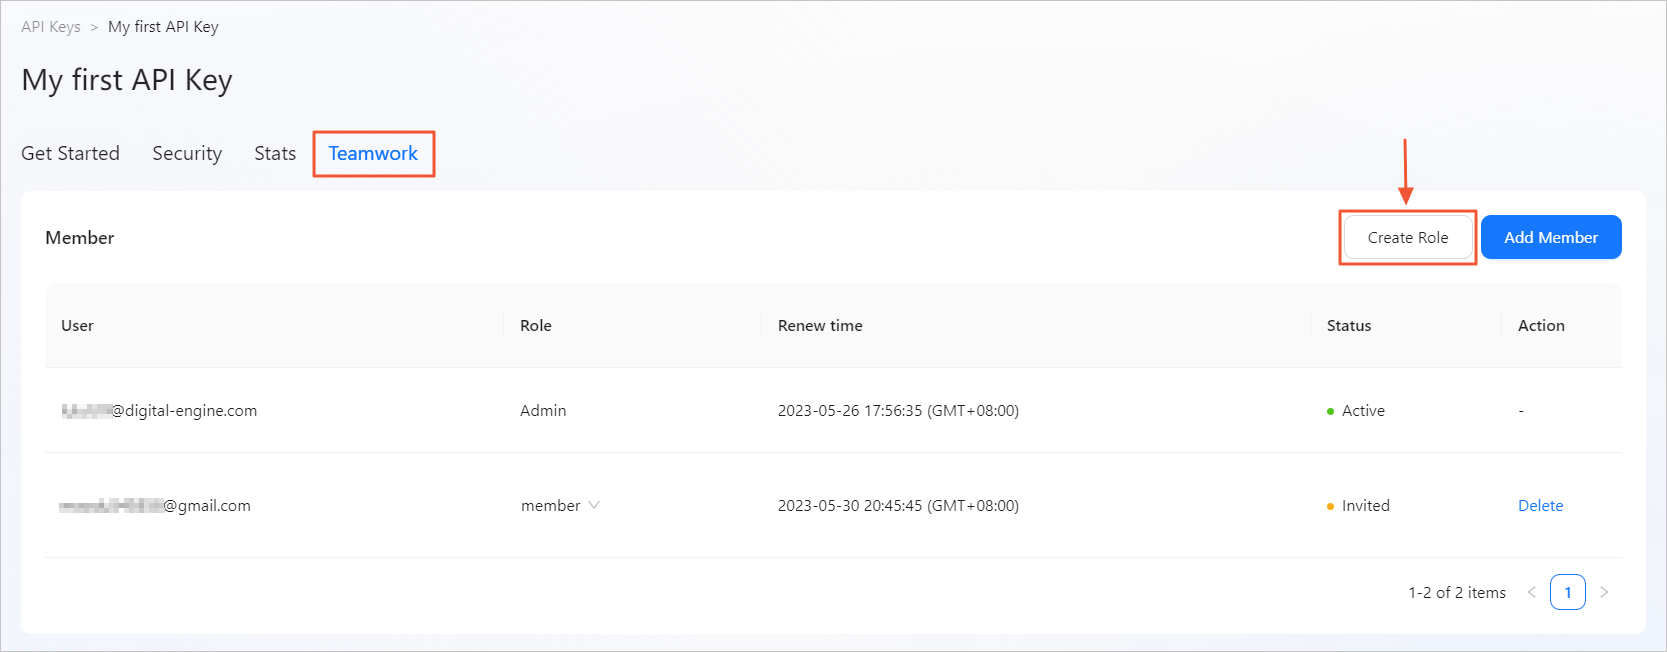 API Keys > My first API Key
My first API Key
Get Started Security Stats Teamwork
Member Create Role Add Member
User Role Renew time Status Action
@digital-engine.com Admin 2023-05-26 17:56:35 (GMT+08:00) Active -
@gmail.com member 2023-05-30 20:45:45 (GMT+08:00) Invited Delete
1-2 of 2 items < 1 >